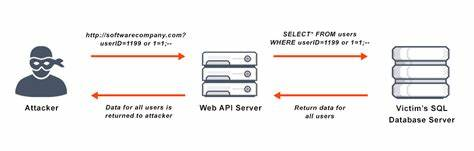 http://softwarecompany.com?
userID=1199 or 1=1;--
SELECT* FROM users
WHERE userID=1199 or 1=1;--
Attacker
Data for all users is
returned to attacker
Web API Server
Return data for
all users
Victim's SQL
Database Server